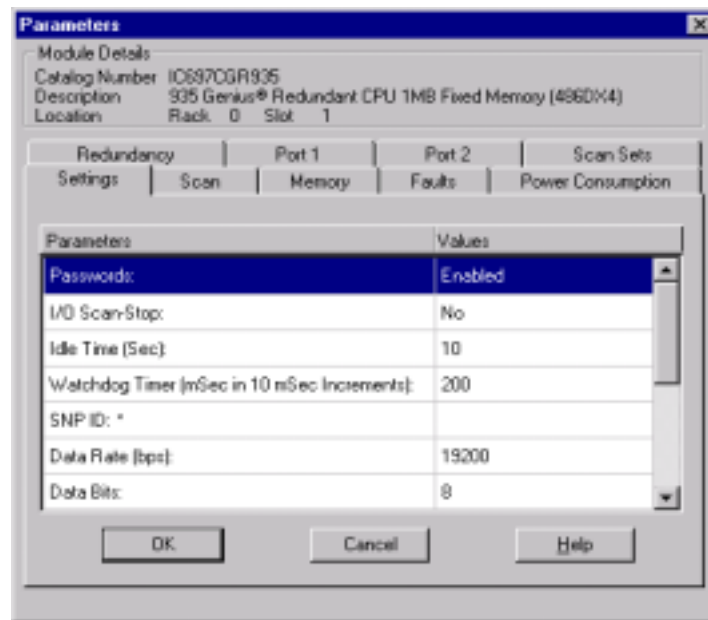 Parameters
Module Details
Catalog Number IC697CGR935
Description 935 Genius® Redundant CPU 1MB Fixed Memory (486DX4)
Location Rack 0 Slot 1
Redundancy Port 1 Port 2 Scan Sets
Settings Scan Memory Faults Power Consumption
Parameters Values
Passwords: Enabled
I/O Scan-Stop: No
Idle Time (Sec): 10
Watchdog Timer (mSec in 10 mSec Increments): 200
SNP ID: *
Data Rate (bps): 19200
Data Bits: 8
OK Cancel Help